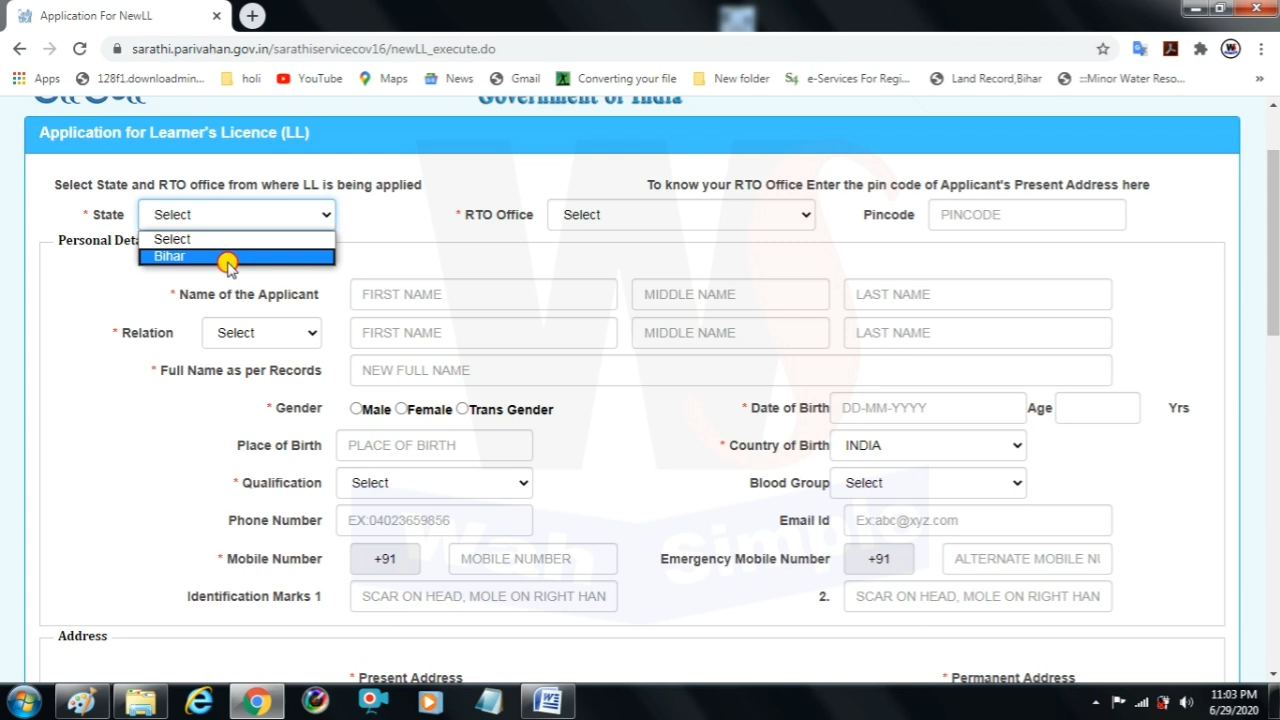 Application For NewLL
sarathi.parivahan.gov.in/sarathiservicecov16/newLL_execute.do
Apps 128f1.downloadmin... holi YouTube Maps News Gmail Converting your file New folder e-Services For Regi... Land Record,Bihar :::Minor Water Reso... »
Government of India
Application for Learner's Licence (LL)
Select State and RTO office from where LL is being applied To know your RTO Office Enter the pin code of Applicant's Present Address here
* State Select * RTO Office Select Pincode PINCODE
Select
Personal Deta
Bihar
* Name of the Applicant FIRST NAME MIDDLE NAME LAST NAME
* Relation Select FIRST NAME MIDDLE NAME LAST NAME
* Full Name as per Records NEW FULL NAME
* Gender Male Female Trans Gender * Date of Birth DD-MM-YYYY Age Yrs
Place of Birth PLACE OF BIRTH * Country of Birth INDIA
* Qualification Select Blood Group Select
Phone Number EX:04023659856 Email Id Ex:abc@xyz.com
* Mobile Number +91 MOBILE NUMBER Emergency Mobile Number +91 ALTERNATE MOBILE NU
Identification Marks 1 SCAR ON HEAD, MOLE ON RIGHT HAN 2. SCAR ON HEAD, MOLE ON RIGHT HAN
Web Simple
Address
* Present Address * Permanent Address
11:03 PM
6/29/2020